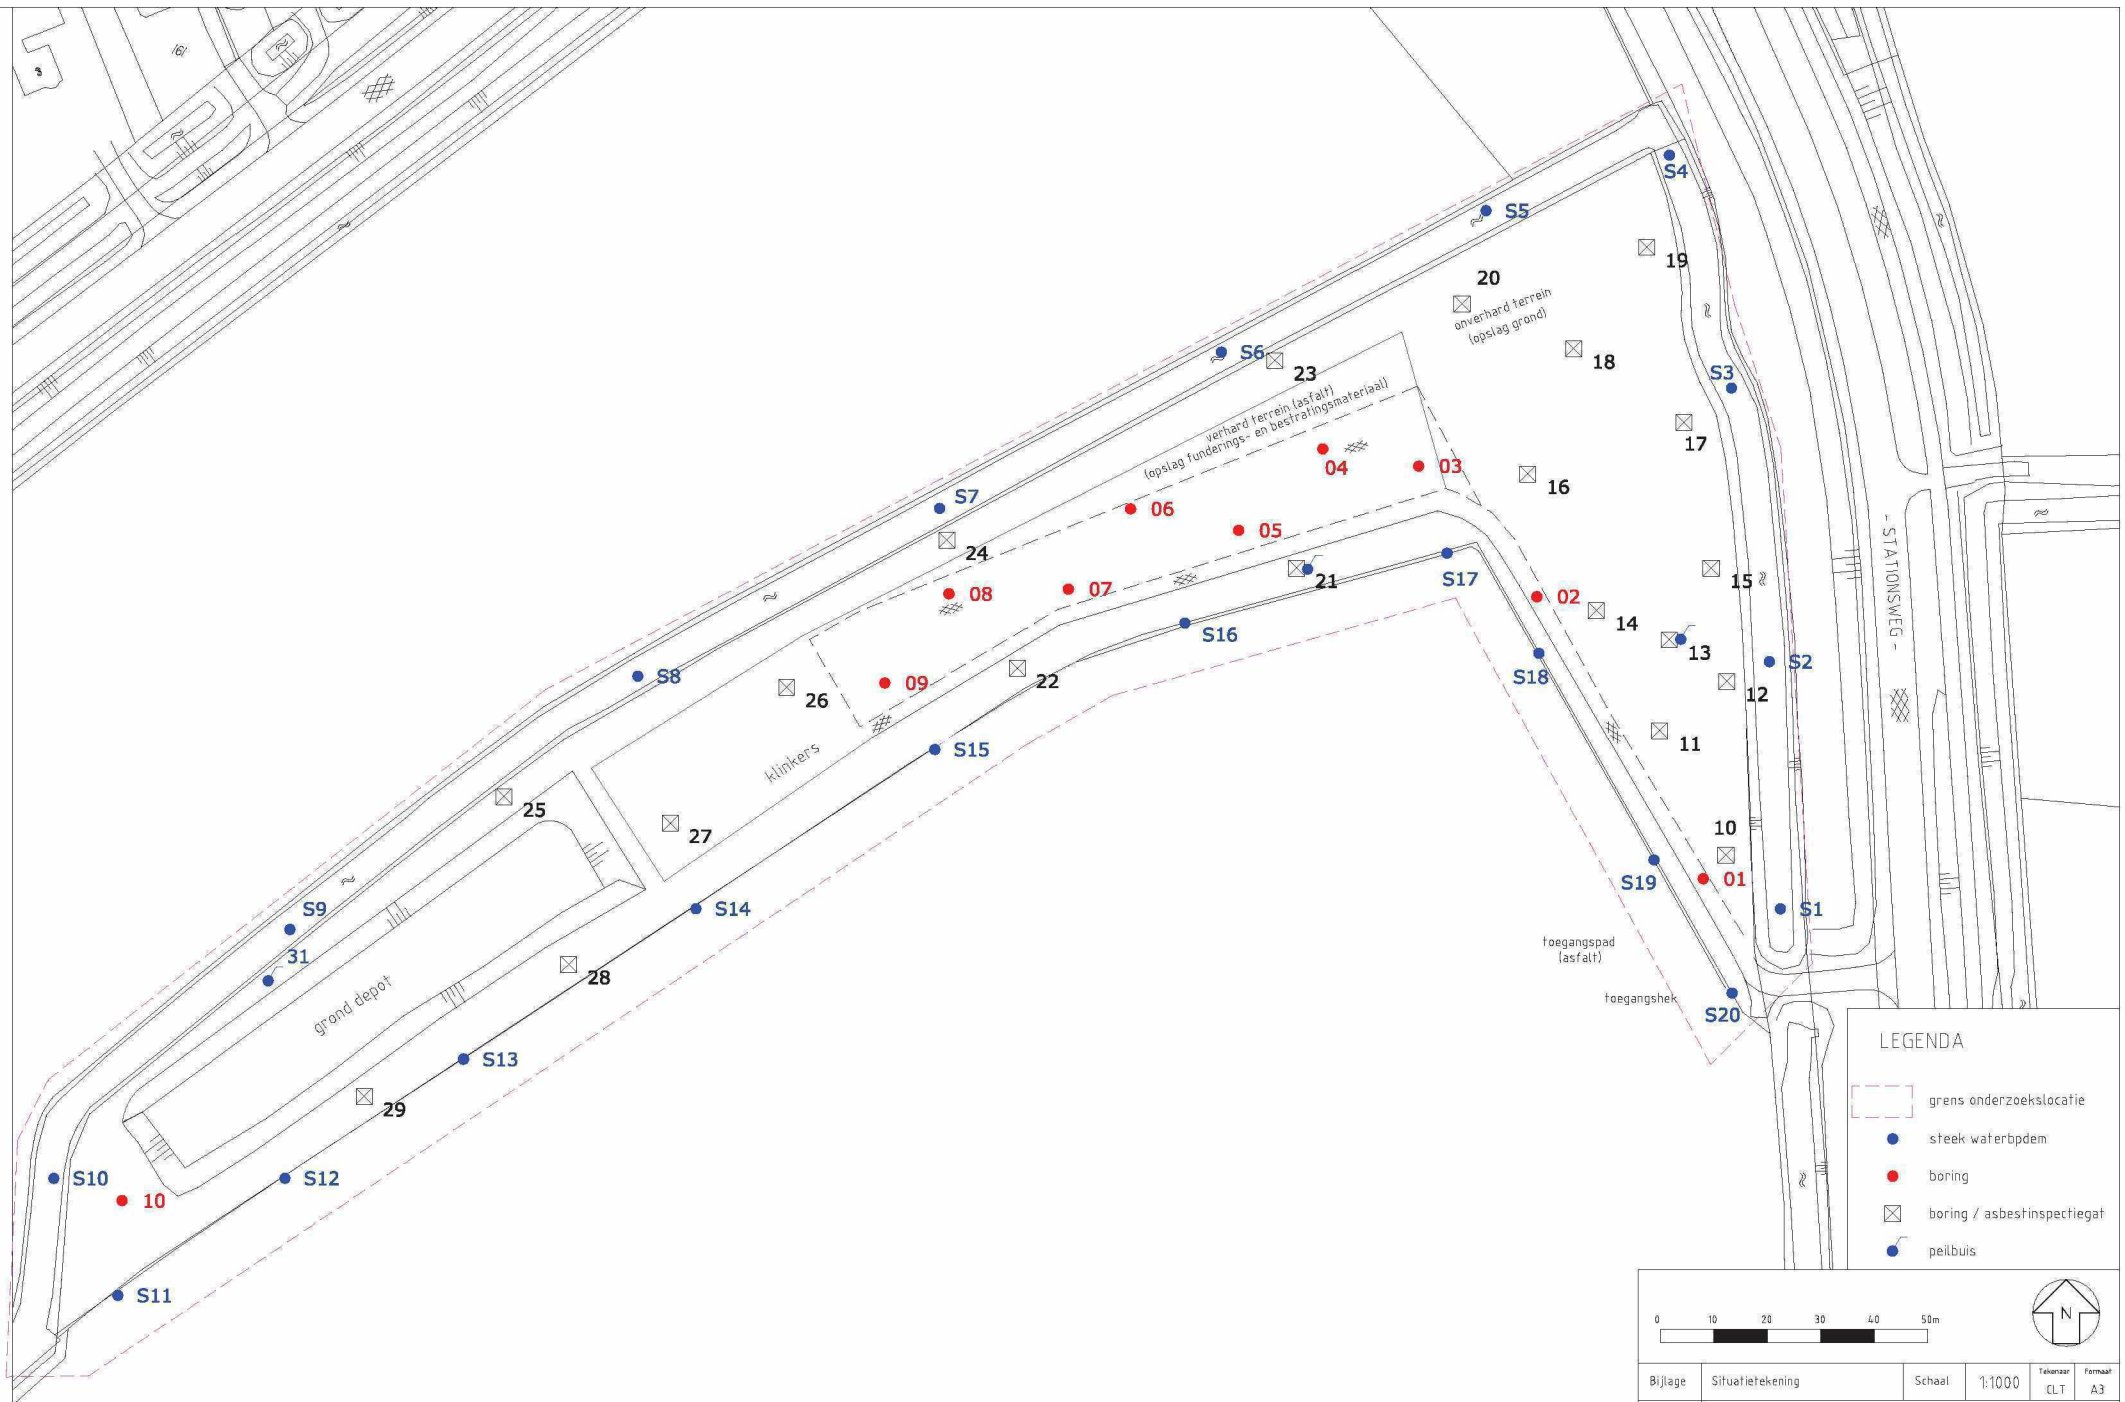 S4
S5
19
20
onverhard terrein
(opslag grond)
18
S6
23
S3
verhard terrein (asfalt)
(opslag funderings- en bestratingsmateriaal)
17
04
03
16
S7
06
05
24
21
S17
15
- STATIONSWEG -
08
07
02
14
S16
13
S2
S18
S8
26
09
22
12
11
klinkers
S15
25
27
10
S19
01
S9
S14
S1
31
toegangspad
(asfalt)
28
grond depot
toegangshek
S20
S13
29
S10
S12
10
S11
LEGENDA
grens onderzoekslocatie
steek waterbpdem
boring
boring / asbestinspectiegat
peilbuis
0 10 20 30 40 50m
N
Bijlage Situatietekening Schaal 1:1000 Tekenaar CLT Formaat A3